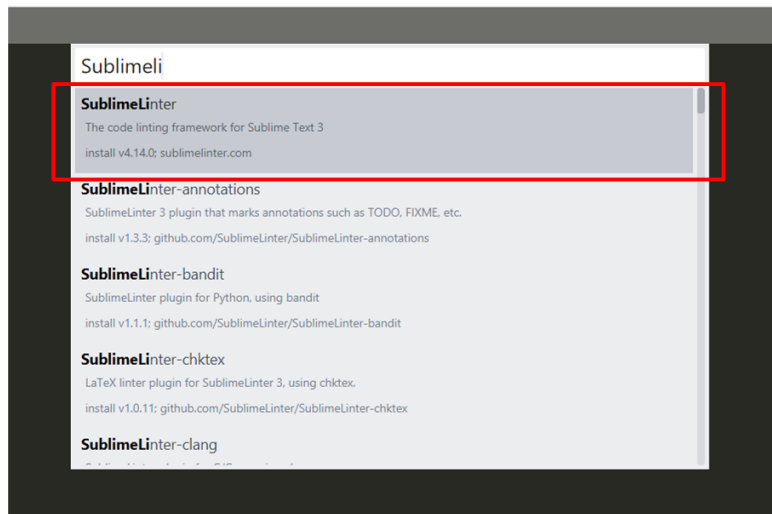 Sublimeli
SublimeLinter
The code linting framework for Sublime Text 3
install v4.14.0; sublimelinter.com
SublimeLinter-annotations
SublimeLinter 3 plugin that marks annotations such as TODO, FIXME, etc.
install v1.3.3; github.com/SublimeLinter/SublimeLinter-annotations
SublimeLinter-bandit
SublimeLinter plugin for Python, using bandit
install v1.1.1; github.com/SublimeLinter/SublimeLinter-bandit
SublimeLinter-chktex
LaTeX linter plugin for SublimeLinter 3, using chktex.
install v1.0.11; github.com/SublimeLinter/SublimeLinter-chktex
SublimeLinter-clang